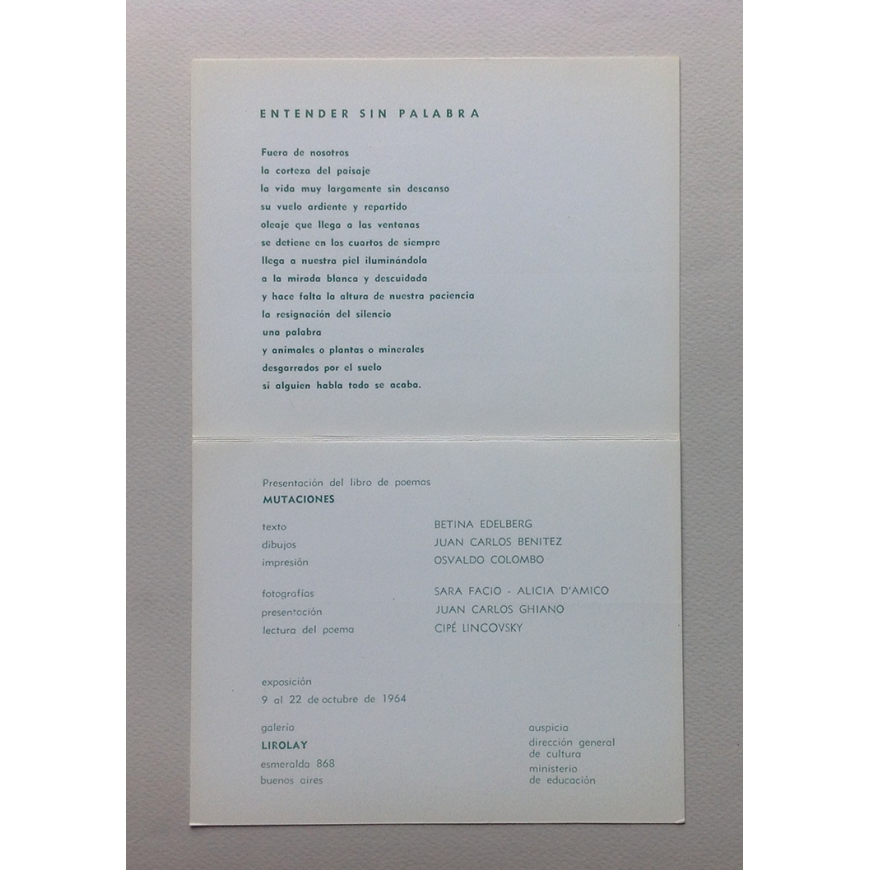 ENTENDER SIN PALABRA
Fuera de nosotros
la corteza del paisaje
la vida muy largamente sin descanso
su vuelo ardiente y repartido
oleaje que llega a las ventanas
se detiene en los cuartos de siempre
llega a nuestra piel iluminándola
a la mirada blanca y descuidada
y hace falta la altura de nuestra paciencia
la resignación del silencio
una palabra
y animales o plantas o minerales
desgarrados por el suelo
si alguien habla todo se acaba.
Presentación del libro de poemas
MUTACIONES
texto BETINA EDELBERG
dibujos JUAN CARLOS BENITEZ
impresión OSVALDO COLOMBO
fotografías SARA FACIO - ALICIA D'AMICO
presentación JUAN CARLOS GHIANO
lectura del poema CIPÉ LINCOVSKY
exposición
9 al 22 de octubre de 1964
galería
LIROLAY
esmeralda 868
buenos aires
auspicia
dirección general
de cultura
ministerio
de educación